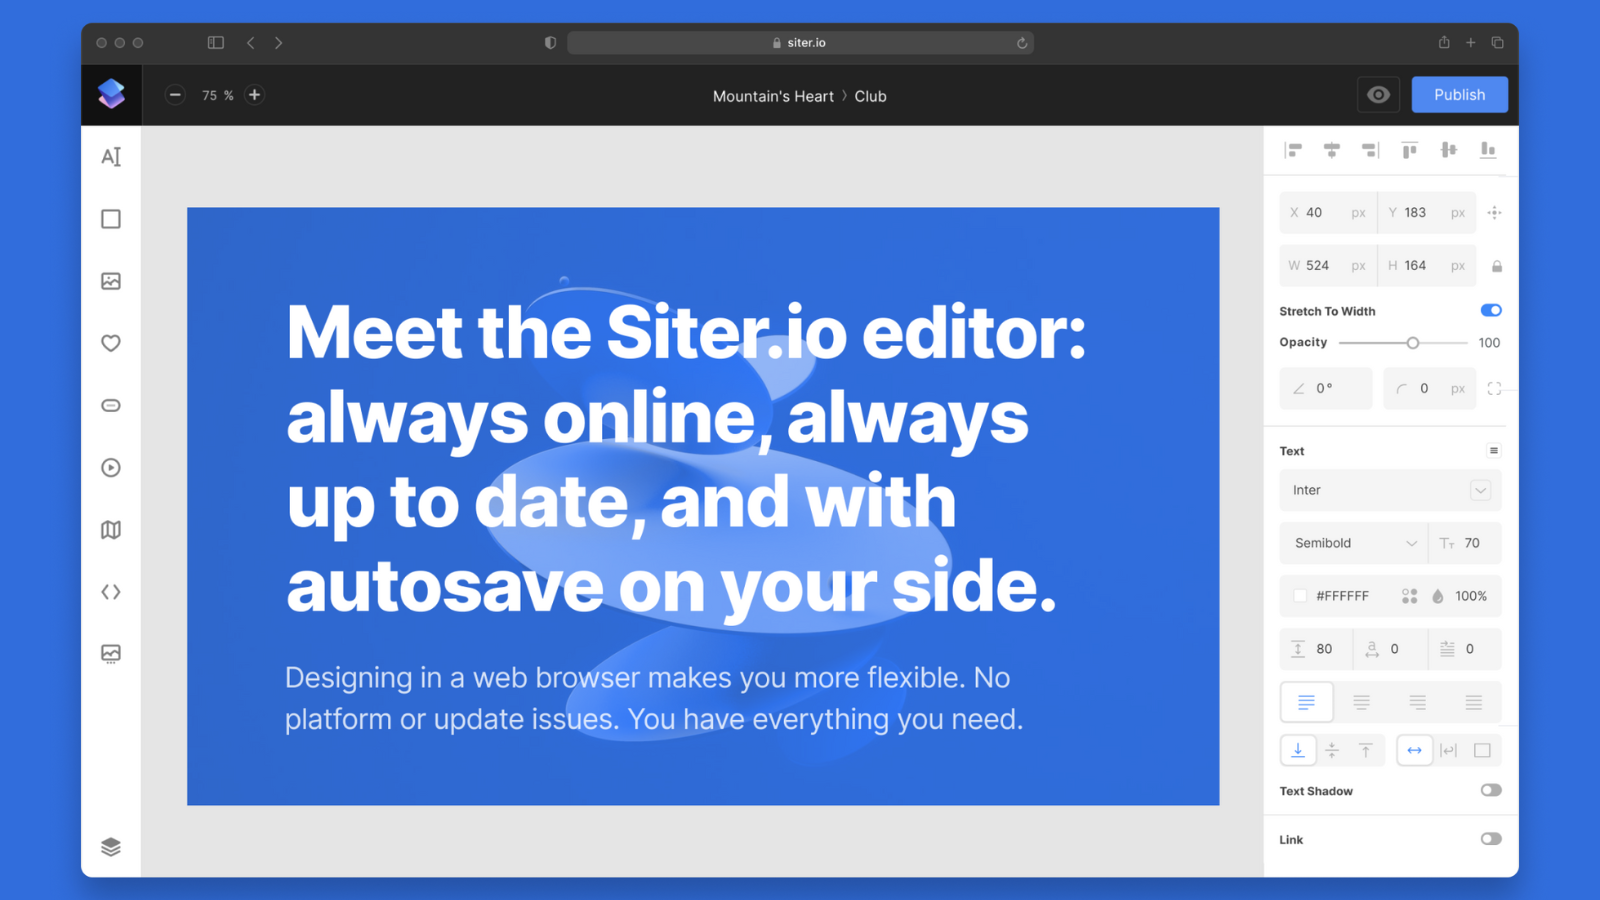 siter.io
75 %
Mountain's Heart
Club
Publish
X 40 px
Y 183 px
W 524 px
H 164 px
Stretch To Width
Opacity 100
0°
0 px
Meet the Siter.io editor:
always online, always
up to date, and with
autosave on your side.
Designing in a web browser makes you more flexible. No
platform or update issues. You have everything you need.
Text
Inter
Semibold
70
#FFFFFF
100%
80
0
0
Text Shadow
Link